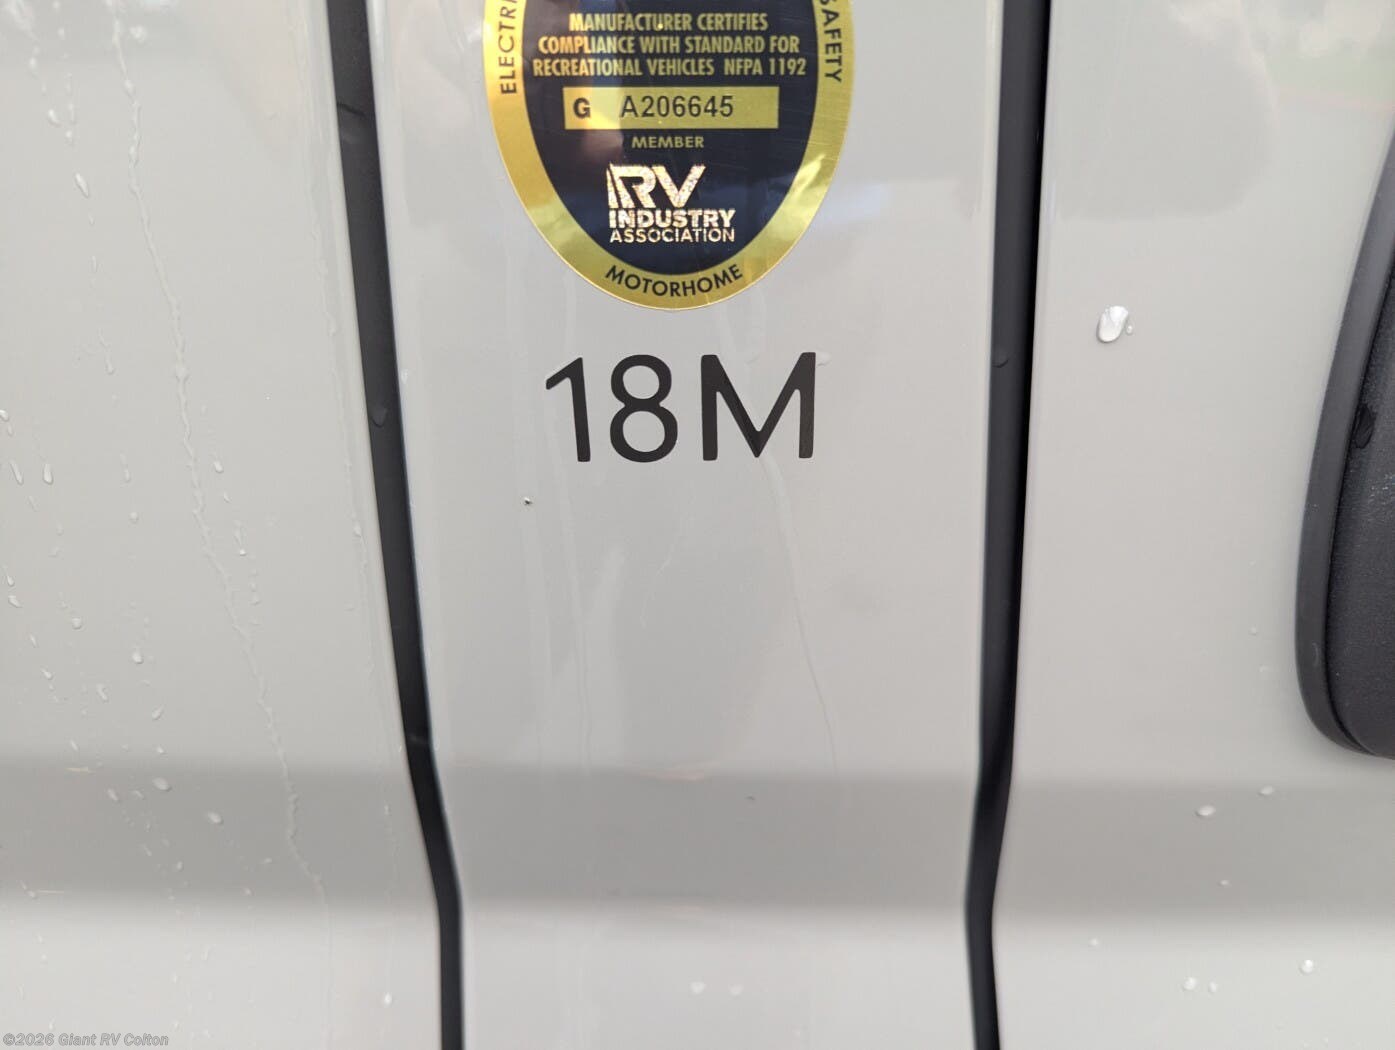 ELECTRI
SAFETY
MANUFACTURER CERTIFIES
COMPLIANCE WITH STANDARD FOR
RECREATIONAL VEHICLES NFPA 1192
G A206645
MEMBER
RV
INDUSTRY
ASSOCIATION
MOTORHOME
18M
©2026 Giant RV Colton